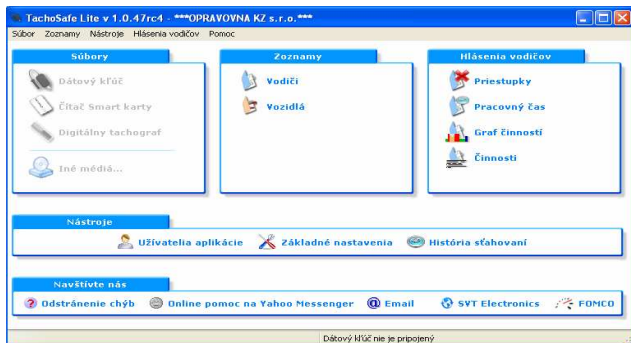 TachoSafe Lite v 1.0.47rc4 - ***OPRAVOVNA KZ s.r.o.***
Súbor Zoznamy Nástroje Hlásenia vodičov Pomoc
Súbory
Dátový kľúč
Čítač Smart karty
Digitálny tachograf
Iné médiá...
Zoznamy
Vodiči
Vozidlá
Hlásenia vodičov
Priestupky
Pracovný čas
Graf činností
Činnosti
Nástroje
Užívatelia aplikácie Základné nastavenia História sťahovaní
Navštívte nás
Odstránenie chýb Online pomoc na Yahoo Messenger Email SVT Electronics FOMCO
Dátový kľúč nie je pripojený